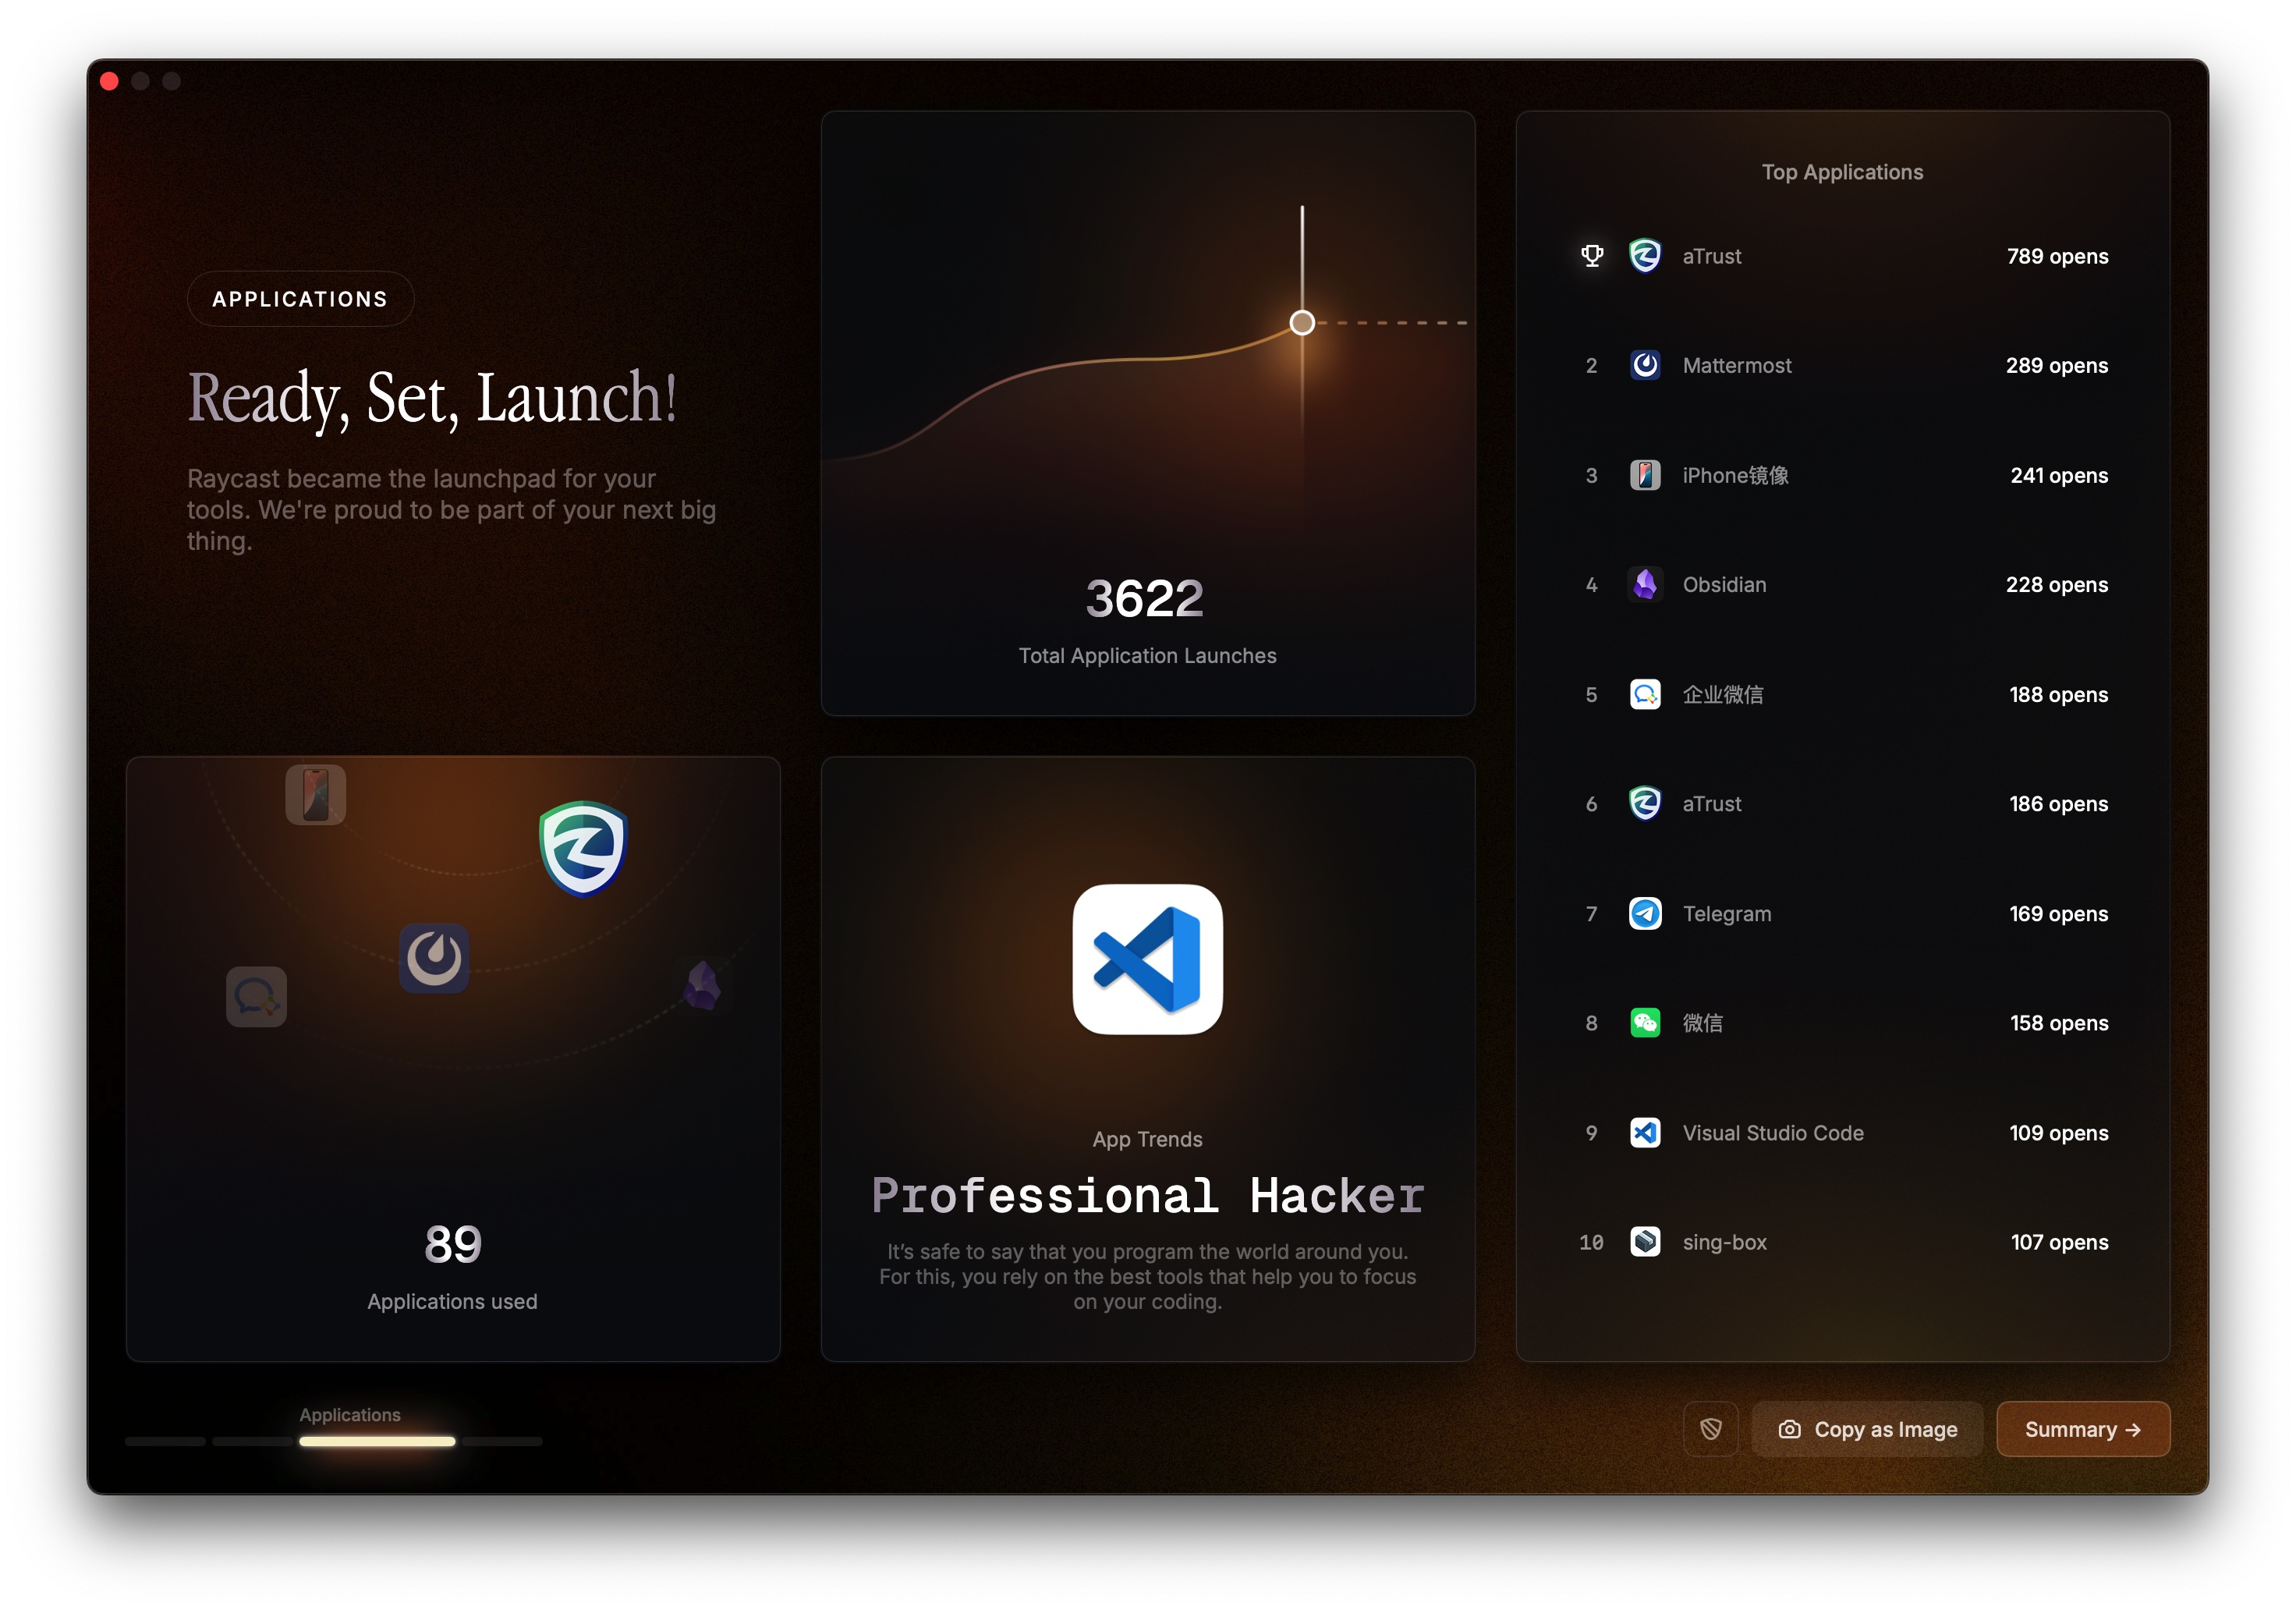 APPLICATIONS
Ready, Set, Launch!
Raycast became the launchpad for your
tools. We're proud to be part of your next big
thing.
3622
Total Application Launches
89
Applications used
App Trends
Professional Hacker
It’s safe to say that you program the world around you.
For this, you rely on the best tools that help you to focus
on your coding.
Top Applications
aTrust 789 opens
2 Mattermost 289 opens
3 iPhone镜像 241 opens
4 Obsidian 228 opens
5 企业微信 188 opens
6 aTrust 186 opens
7 Telegram 169 opens
8 微信 158 opens
9 Visual Studio Code 109 opens
10 sing-box 107 opens
Applications
Copy as Image
Summary →